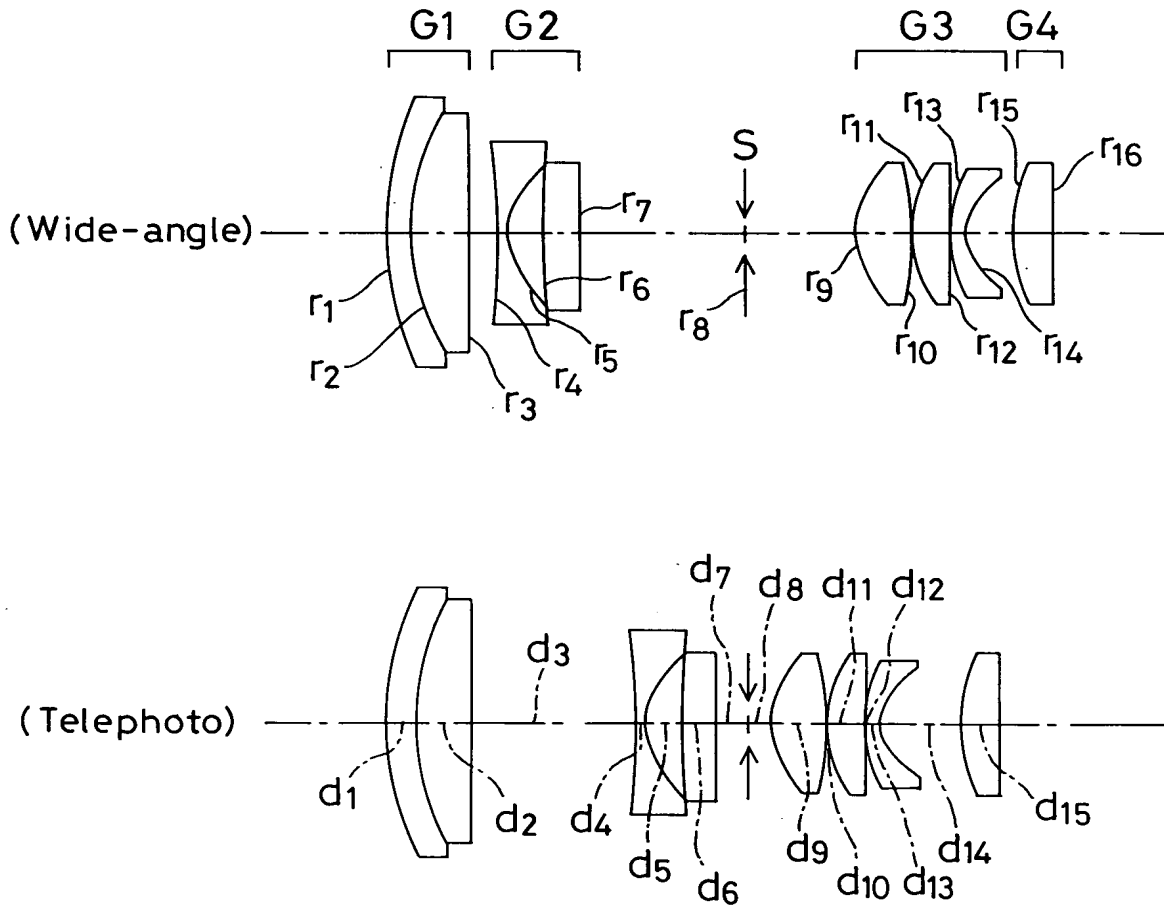 G1 G2 G3 G4
r13 r15
r11
S r16
r7
(Wide-angle)
r6 r9
r1 r8
r5 r10 r12 r14
r2 r4
r3
d7 d8 d11 d12
d3
(Telephoto)
d1 d2 d4 d15
d5 d9 d14
d6 d10 d13